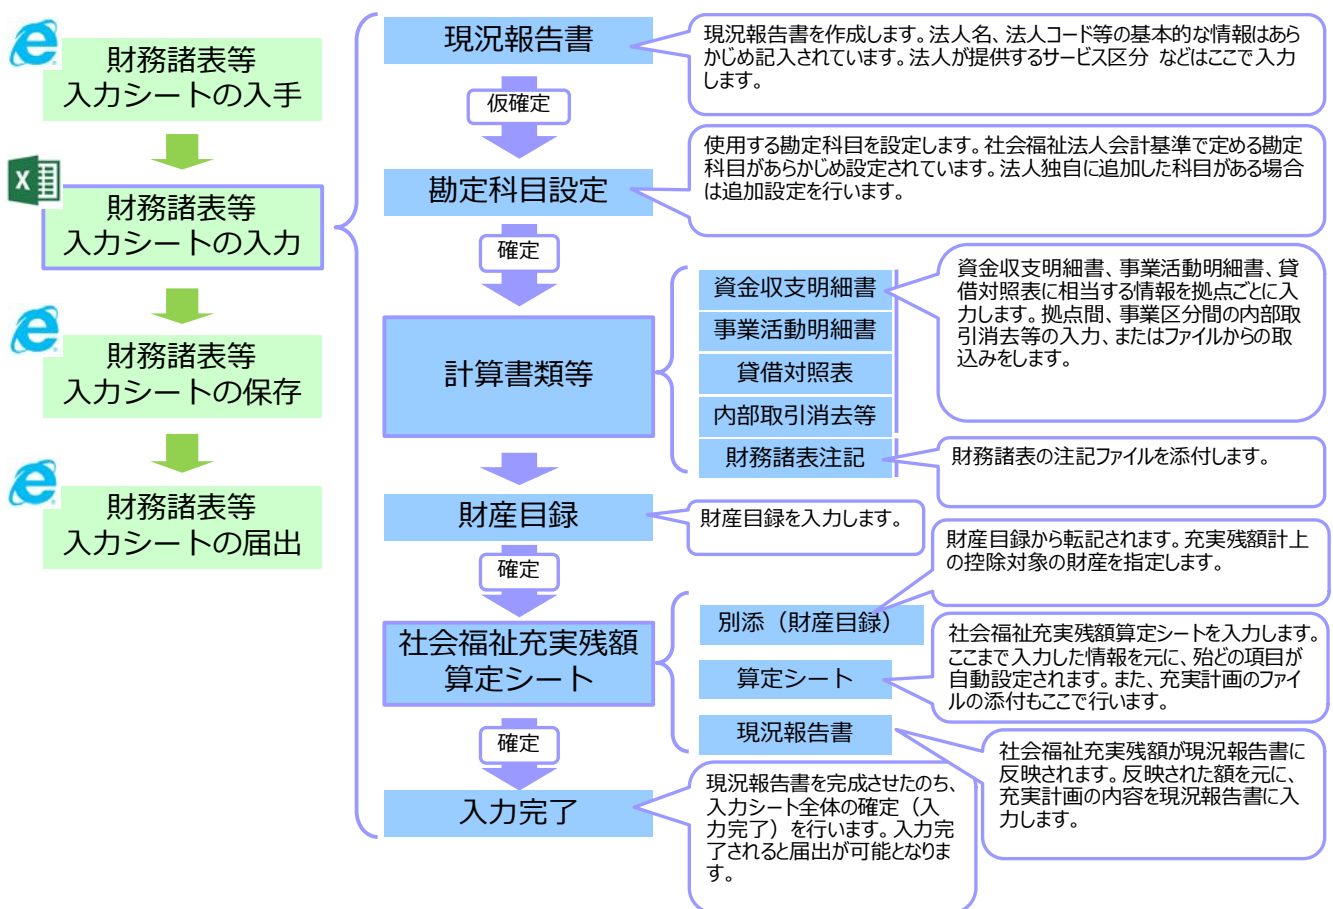 財務諸表等
入力シートの入手
財務諸表等
入力シートの入力
財務諸表等
入力シートの保存
財務諸表等
入力シートの届出
現況報告書
現況報告書を作成します。法人名、法人コード等の基本的な情報はあら
かじめ記入されています。法人が提供するサービス区分 などはここで入力
します。
仮確定
勘定科目設定
使用する勘定科目を設定します。社会福祉法人会計基準で定める勘定
科目があらかじめ設定されています。法人独自に追加した科目がある場合
は追加設定を行います。
確定
計算書類等
資金収支明細書
事業活動明細書
貸借対照表
内部取引消去等
財務諸表注記
資金収支明細書、事業活動明細書、貸
借対照表に相当する情報を拠点ごとに入
力します。拠点間、事業区分間の内部取
引消去等の入力、またはファイルからの取
込みをします。
財務諸表の注記ファイルを添付します。
財産目録
財産目録を入力します。
確定
社会福祉充実残額
算定シート
別添（財産目録）
財産目録から転記されます。充実残額計上
の控除対象の財産を指定します。
算定シート
社会福祉充実残額算定シートを入力します。
ここまで入力した情報を元に、殆どの項目が
自動設定されます。また、充実計画のファイ
ルの添付もここで行います。
現況報告書
社会福祉充実残額が現況報告書に
反映されます。反映された額を元に、
充実計画の内容を現況報告書に入
力します。
確定
入力完了
現況報告書を完成させたのち、
入力シート全体の確定（入
力完了）を行います。入力完
了されると届出が可能となりま
す。